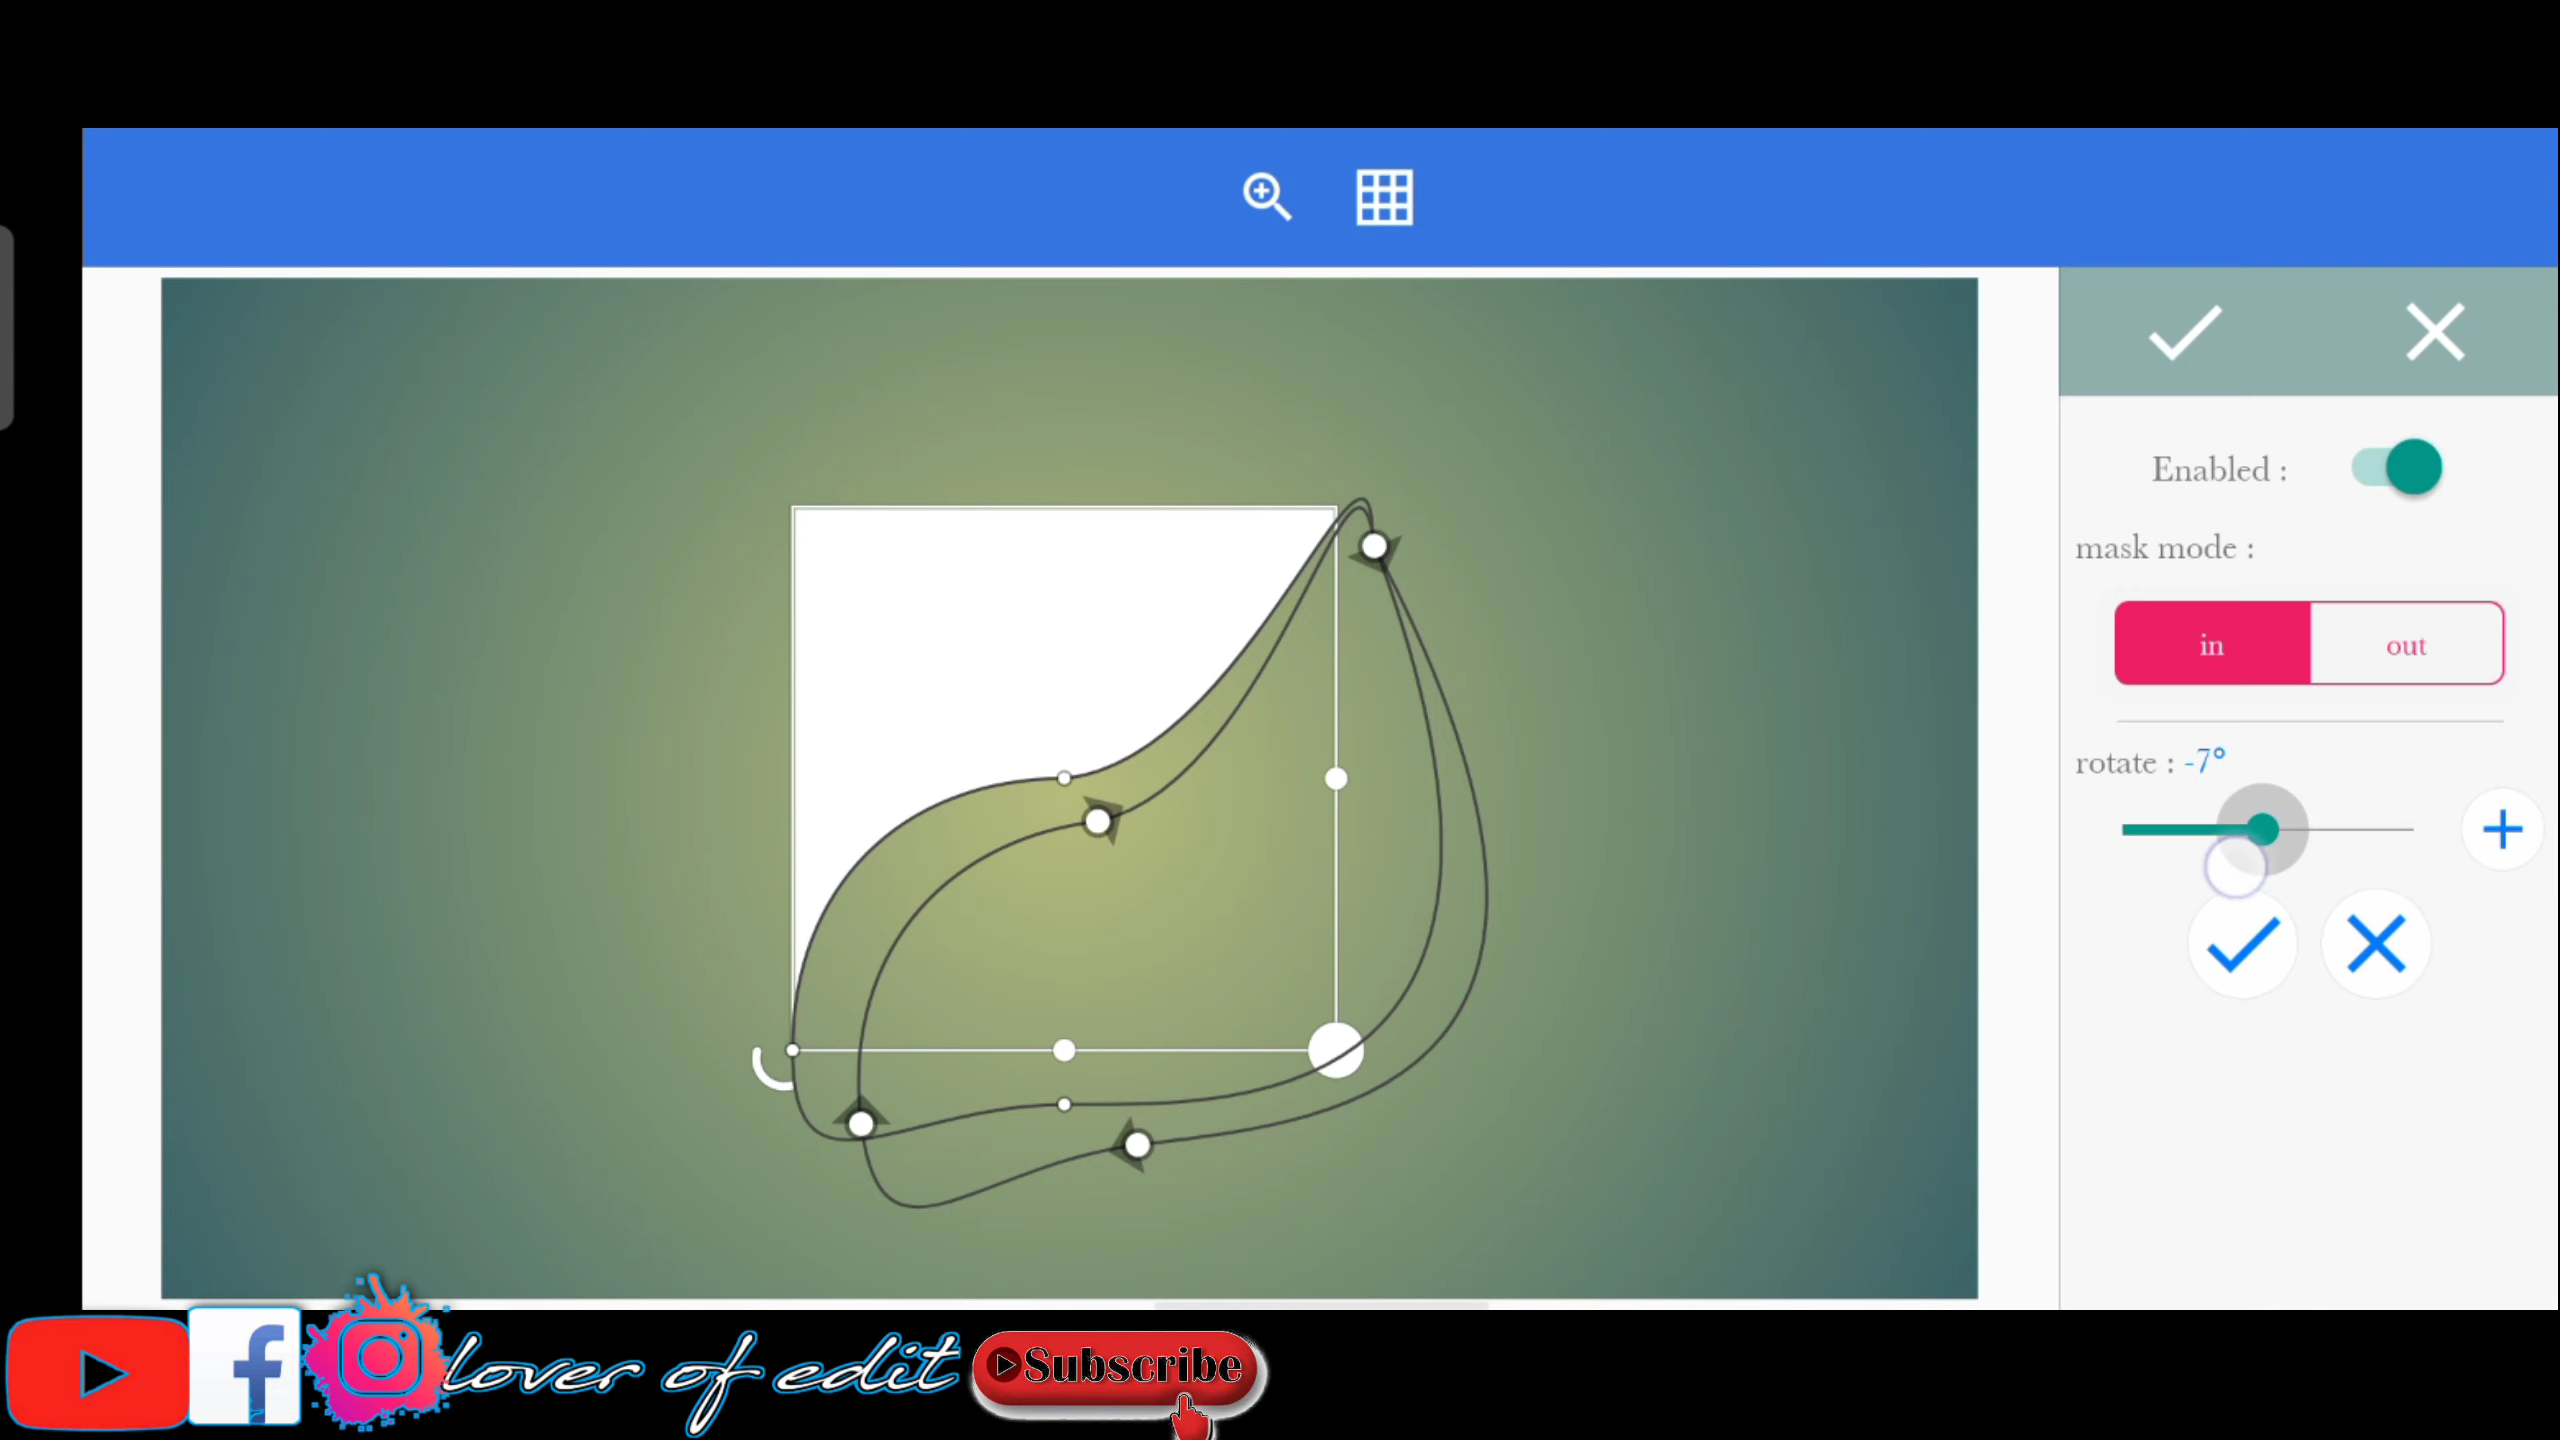 Enabled :
mask mode :
in out
rotate : -7°
lover of edit Subscribe